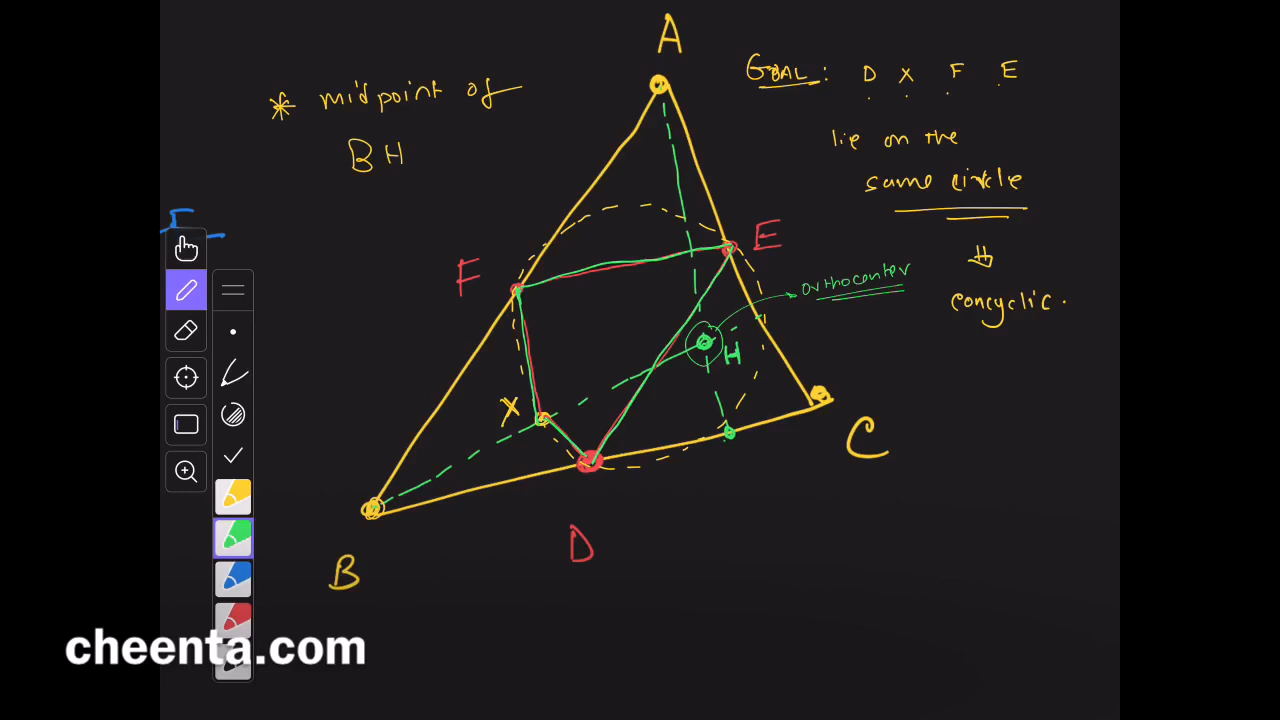 A
* midpoint of
BH
GOAL: D X F E
lie on the
same circle
concyclic.
F
E
orthocenter
H
X
C
D
B
cheenta.com